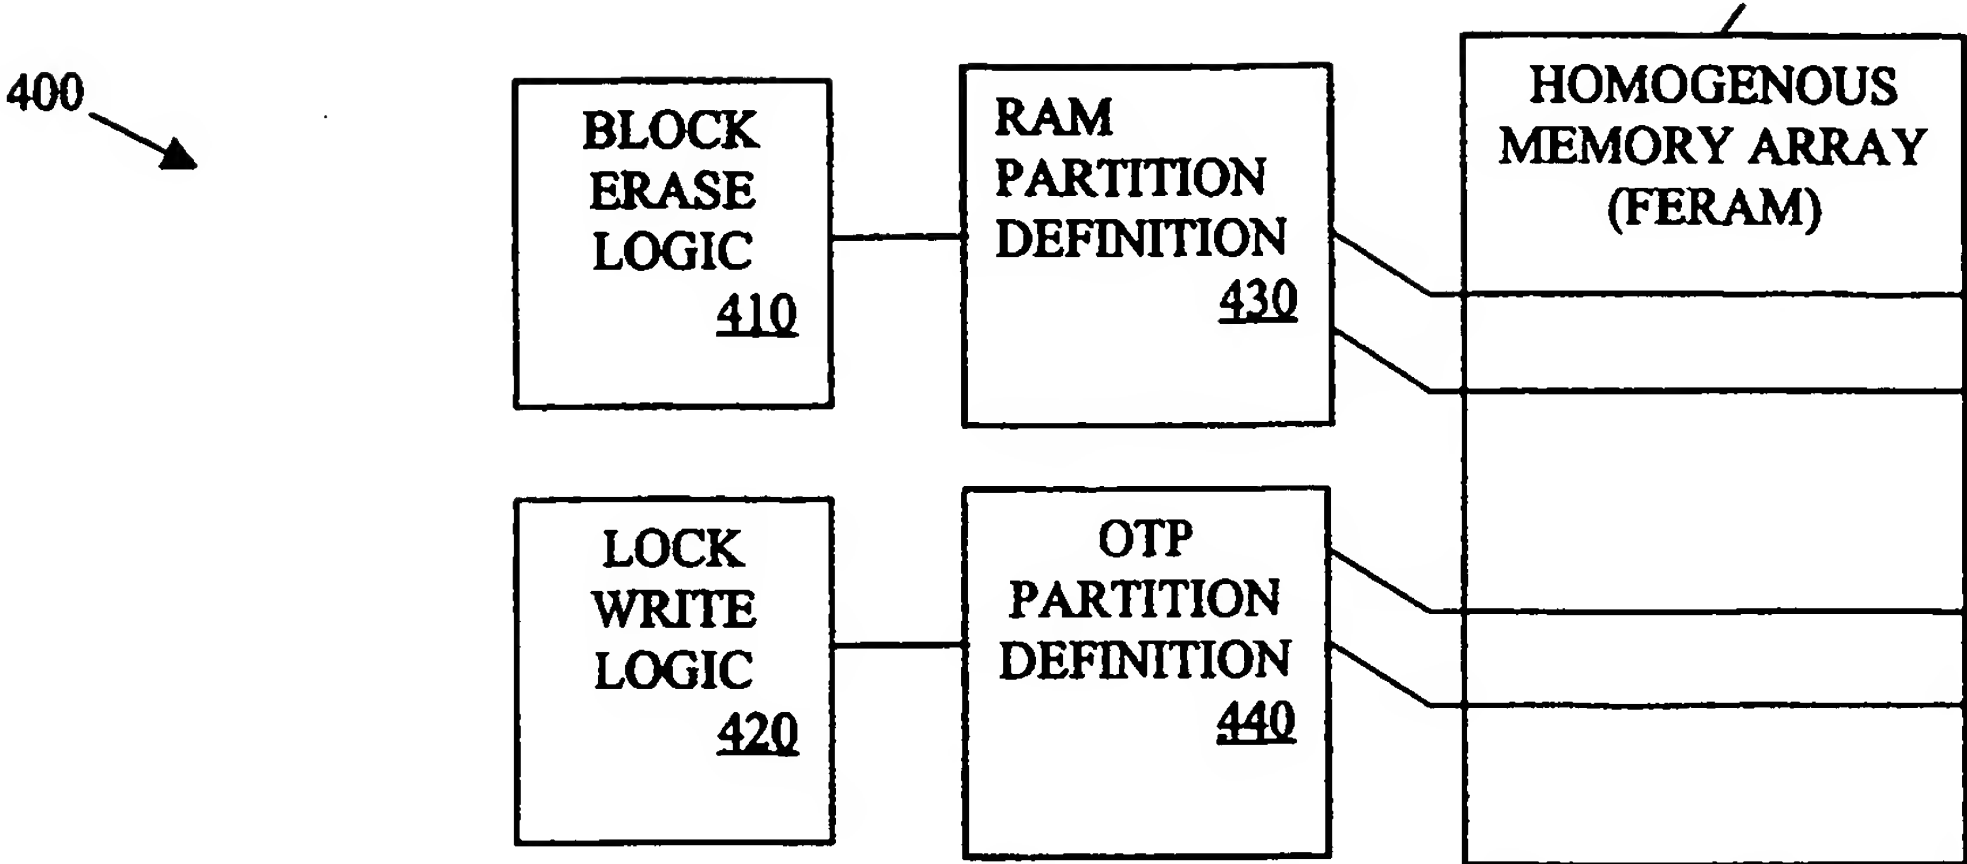 400
BLOCK
ERASE
LOGIC
410
RAM
PARTITION
DEFINITION
430
HOMOGENOUS
MEMORY ARRAY
(FERAM)
LOCK
WRITE
LOGIC
420
OTP
PARTITION
DEFINITION
440